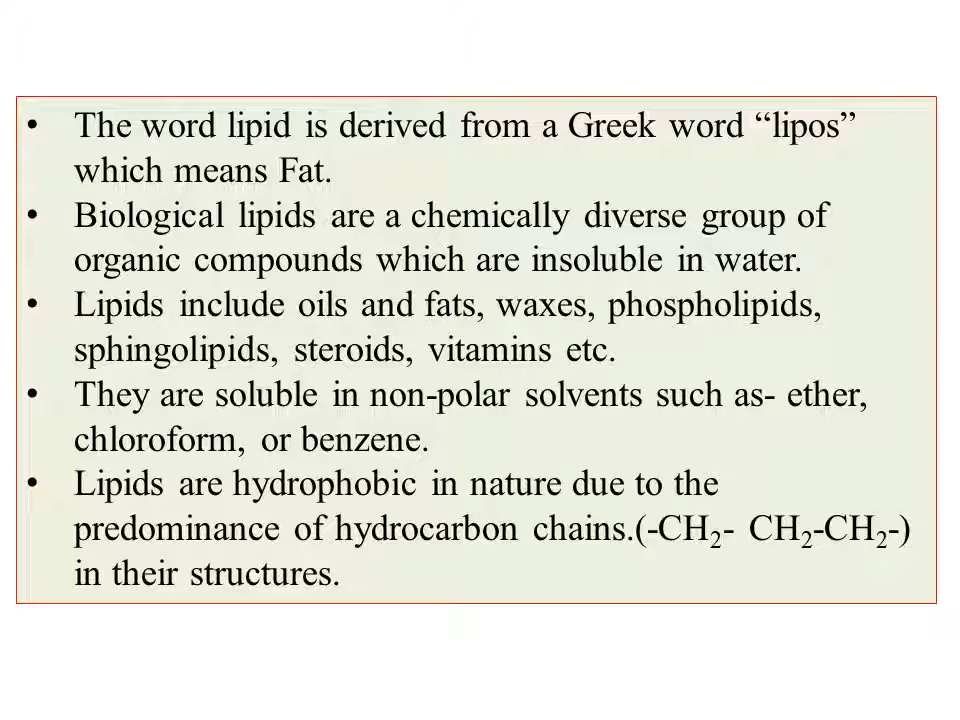 • The word lipid is derived from a Greek word “lipos”
which means Fat.
• Biological lipids are a chemically diverse group of
organic compounds which are insoluble in water.
• Lipids include oils and fats, waxes, phospholipids,
sphingolipids, steroids, vitamins etc.
• They are soluble in non-polar solvents such as- ether,
chloroform, or benzene.
• Lipids are hydrophobic in nature due to the
predominance of hydrocarbon chains.(-CH₂- CH₂-CH₂-)
in their structures.